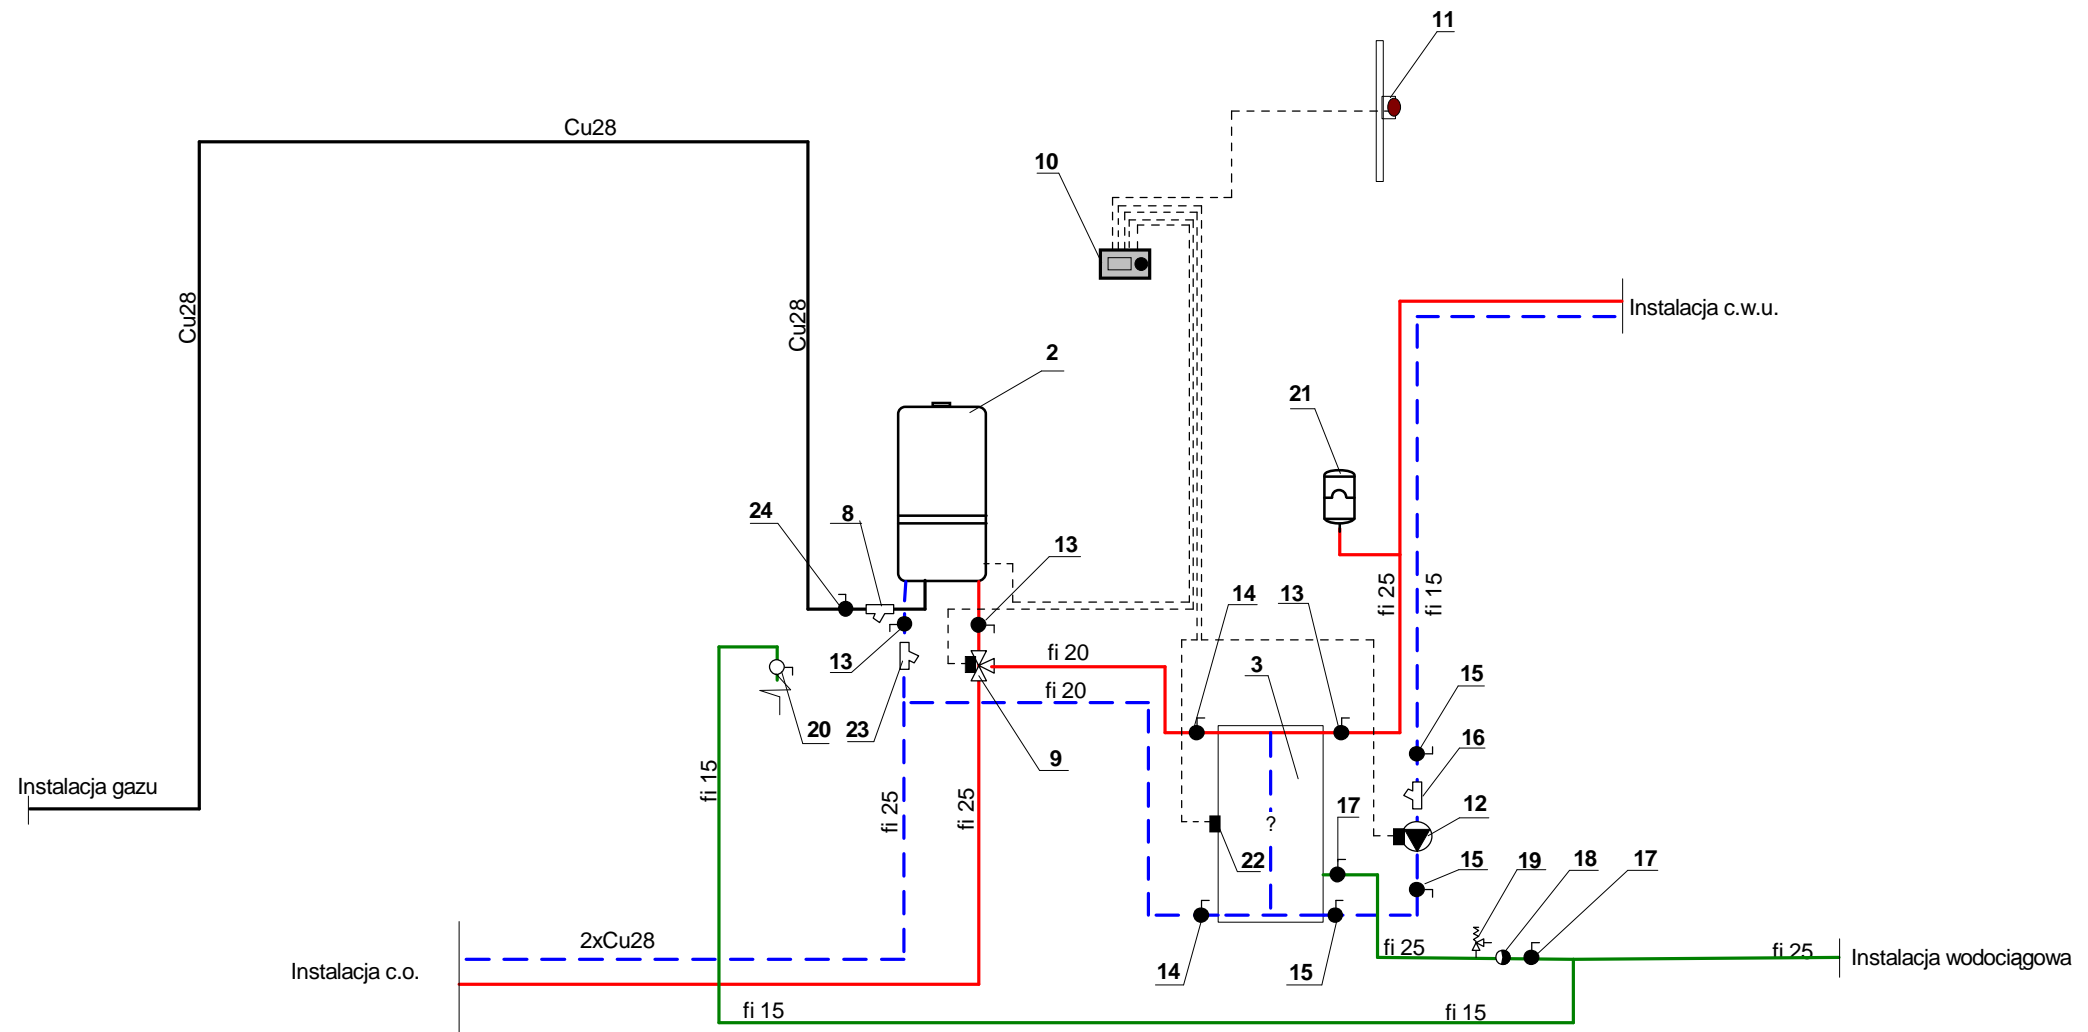 11
Cu28
10
Cu28
Cu28
Instalacja c.w.u.
2
21
24
8
13
14
13
fi 25
fi 15
13
fi 20
3
fi 20
15
20
23
9
16
Instalacja gazu
fi 15
fi 25
fi 25
17
12
?
22
15
19
18
17
2xCu28
fi 25
fi 25
Instalacja wodociągowa
Instalacja c.o.
14
15
fi 15
fi 15